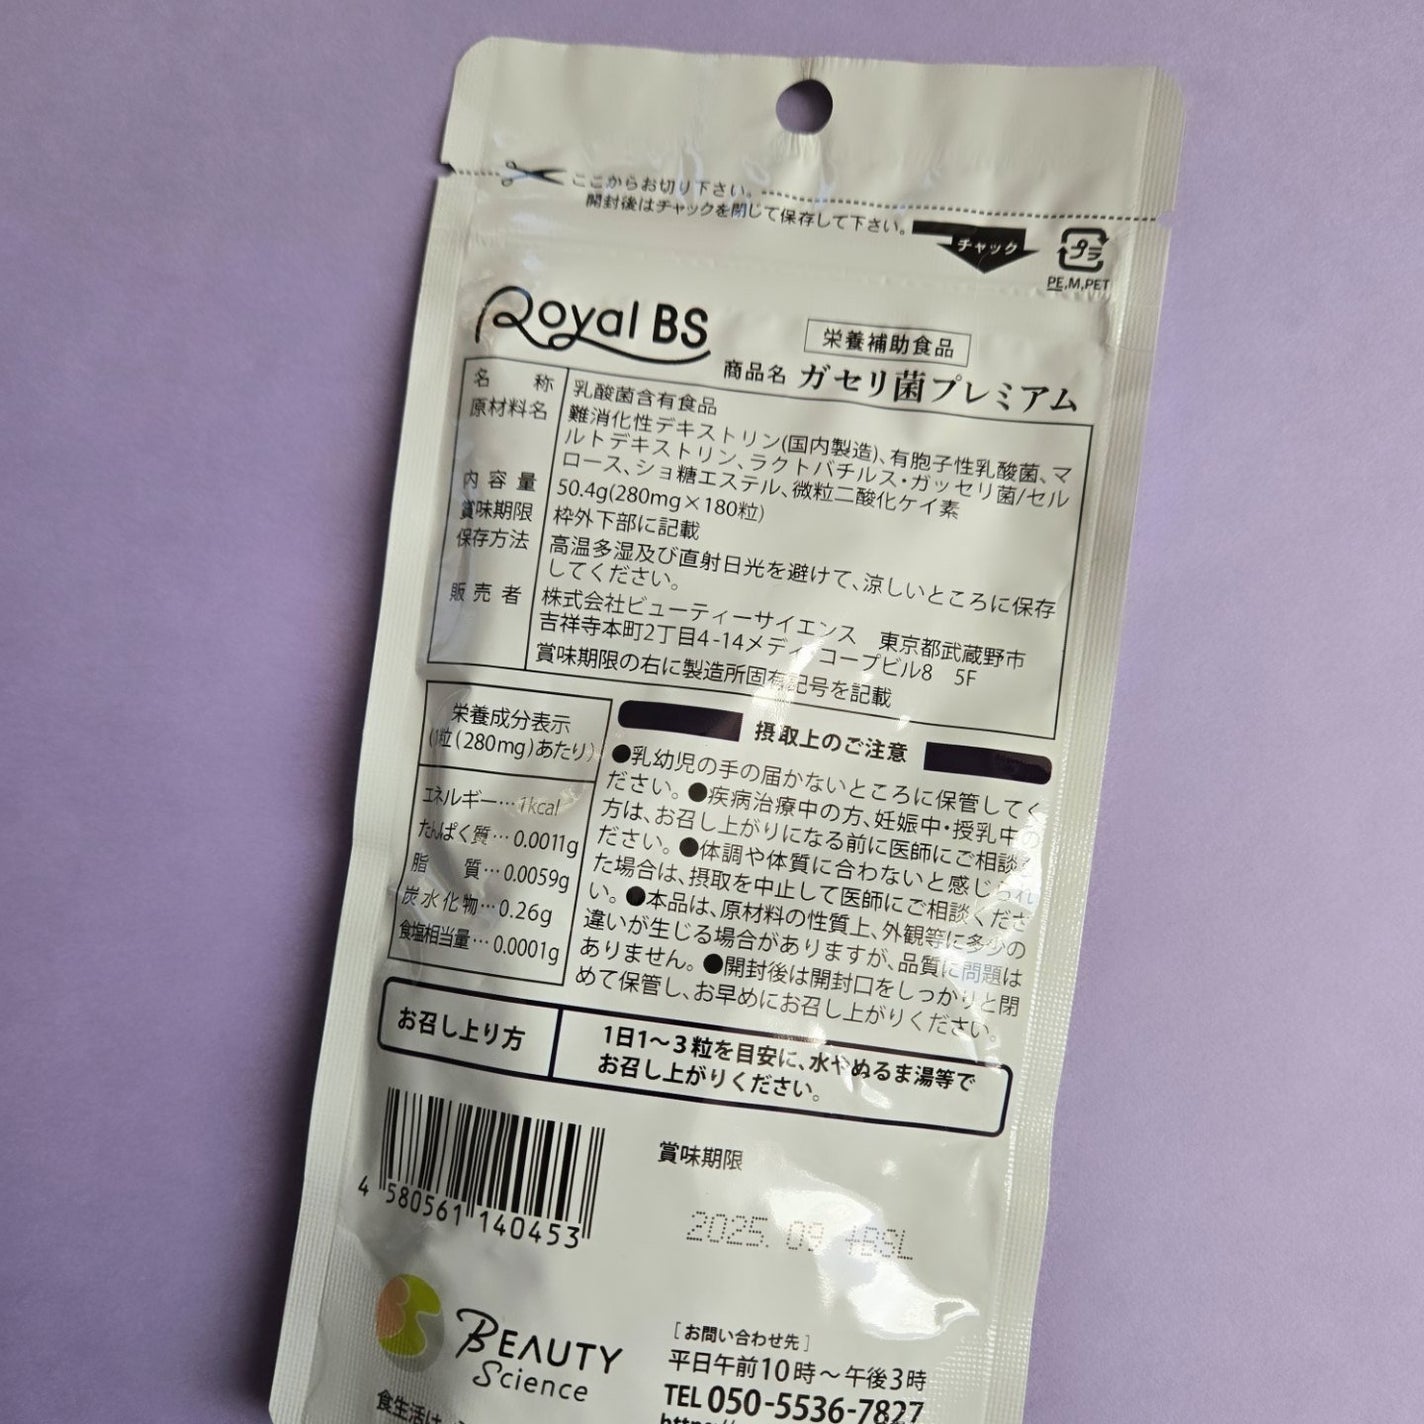 ここからお切り下さい。
開封後はチャックを閉じて保存して下さい。
チャック
プラ
PE,M,PET
Royal BS
栄養補助食品
商品名 ガセリ菌プレミアム
名称 乳酸菌含有食品
原材料名 難消化性デキストリン(国内製造)、有胞子性乳酸菌、マ
ルトデキストリン、ラクトバチルス・ガッセリ菌/セル
ロース、ショ糖エステル、微粒二酸化ケイ素
内容量 50.4g(280mg×180粒)
賞味期限 枠外下部に記載
保存方法 高温多湿及び直射日光を避けて、涼しいところに保存
してください。
販売者 株式会社ビューティーサイエンス 東京都武蔵野市
吉祥寺本町2丁目4-14メディコープビル8 5F
賞味期限の右に製造所固有記号を記載
栄養成分表示
(1粒(280mg)あたり)
エネルギー…1kcal
たんぱく質…0.0011g
脂質…0.0059g
炭水化物…0.26g
食塩相当量…0.0001g
摂取上のご注意
●乳幼児の手の届かないところに保管してく
ださい。●疾病治療中の方、妊娠中・授乳中の
方は、お召し上がりになる前に医師にご相談く
ださい。●体調や体質に合わないと感じられ
た場合は、摂取を中止して医師にご相談くださ
い。●本品は、原材料の性質上、外観等に多少の
違いが生じる場合がありますが、品質に問題は
ありません。●開封後は開封口をしっかりと閉
めて保管し、お早めにお召し上がりください。
お召し上り方
1日1～3粒を目安に、水やぬるま湯等で
お召し上がりください。
4 580561 140453
賞味期限
2025. 09
BEAUTY
Science
[お問い合わせ先]
平日午前10時～午後3時
TEL 050-5536-7827
食生活は